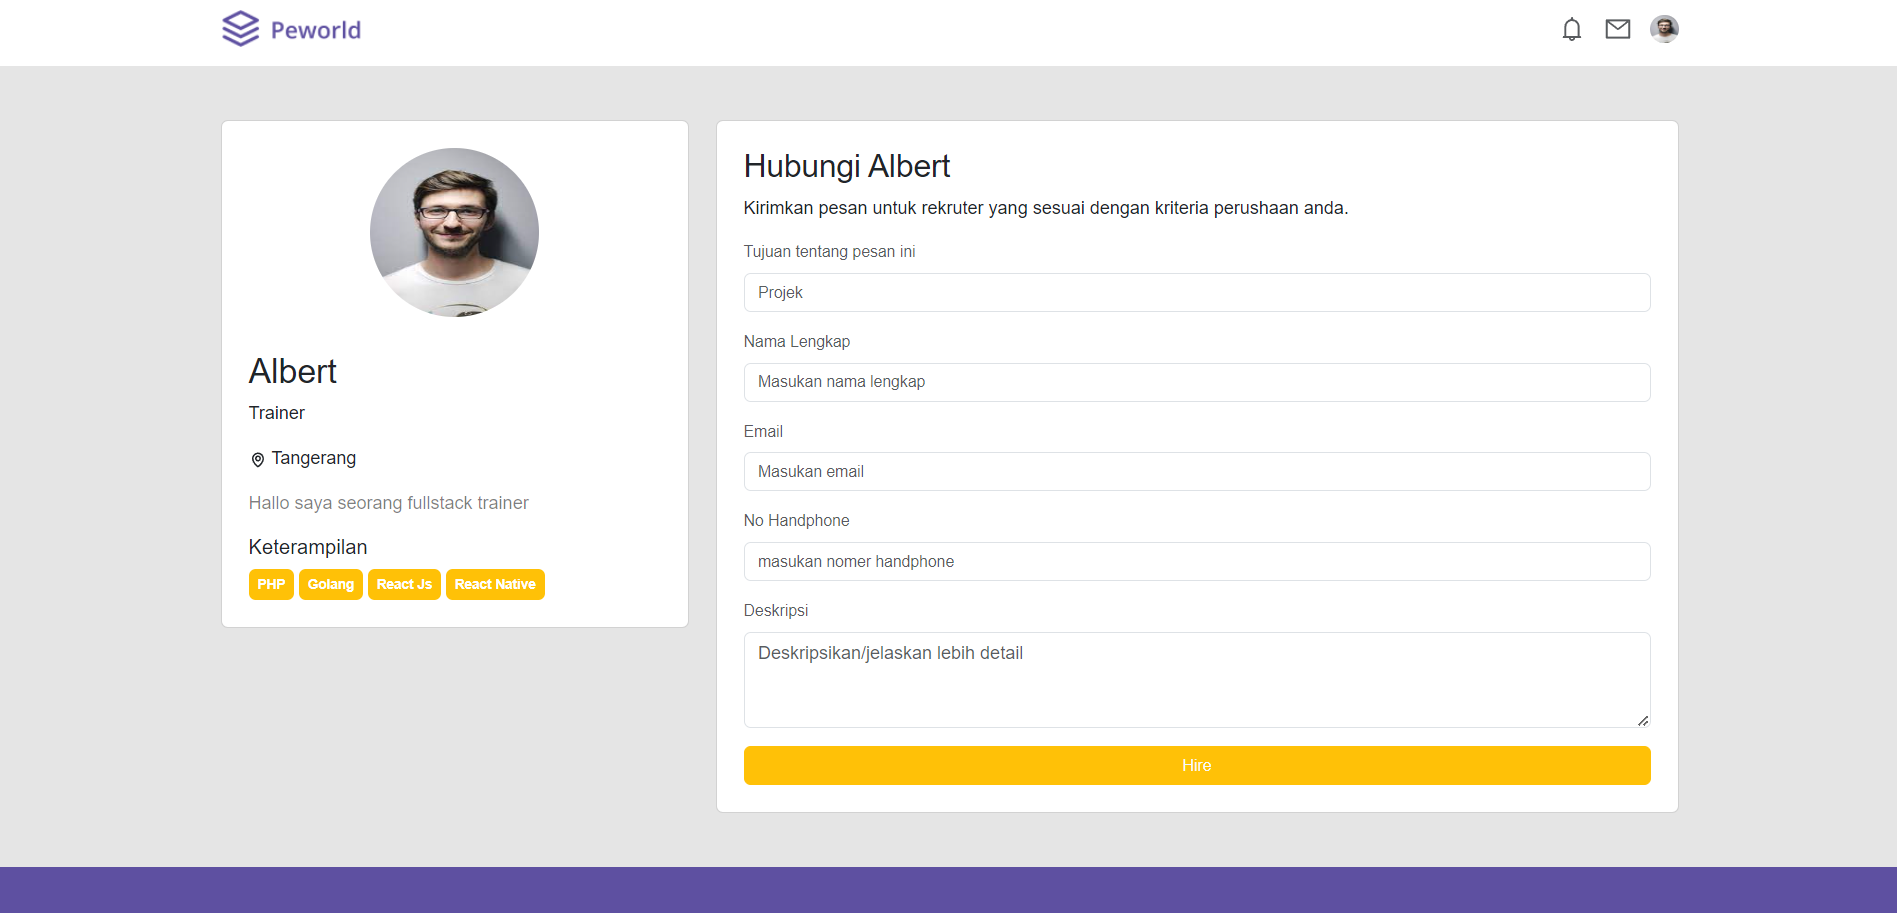 Peworld
Albert
Trainer
Tangerang
Hallo saya seorang fullstack trainer
Keterampilan
PHP Golang React Js React Native
Hubungi Albert
Kirimkan pesan untuk rekruter yang sesuai dengan kriteria perushaan anda.
Tujuan tentang pesan ini
Projek
Nama Lengkap
Masukan nama lengkap
Email
Masukan email
No Handphone
masukan nomer handphone
Deskripsi
Deskripsikan/jelaskan lebih detail
Hire